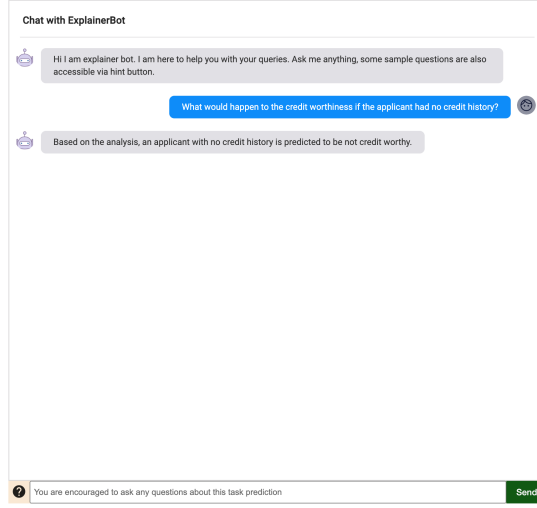 Chat with ExplainerBot
Hi I am explainer bot. I am here to help you with your queries. Ask me anything, some sample questions are also
accessible via hint button.
What would happen to the credit worthiness if the applicant had no credit history?
Based on the analysis, an applicant with no credit history is predicted to be not credit worthy.
? You are encouraged to ask any questions about this task prediction Send